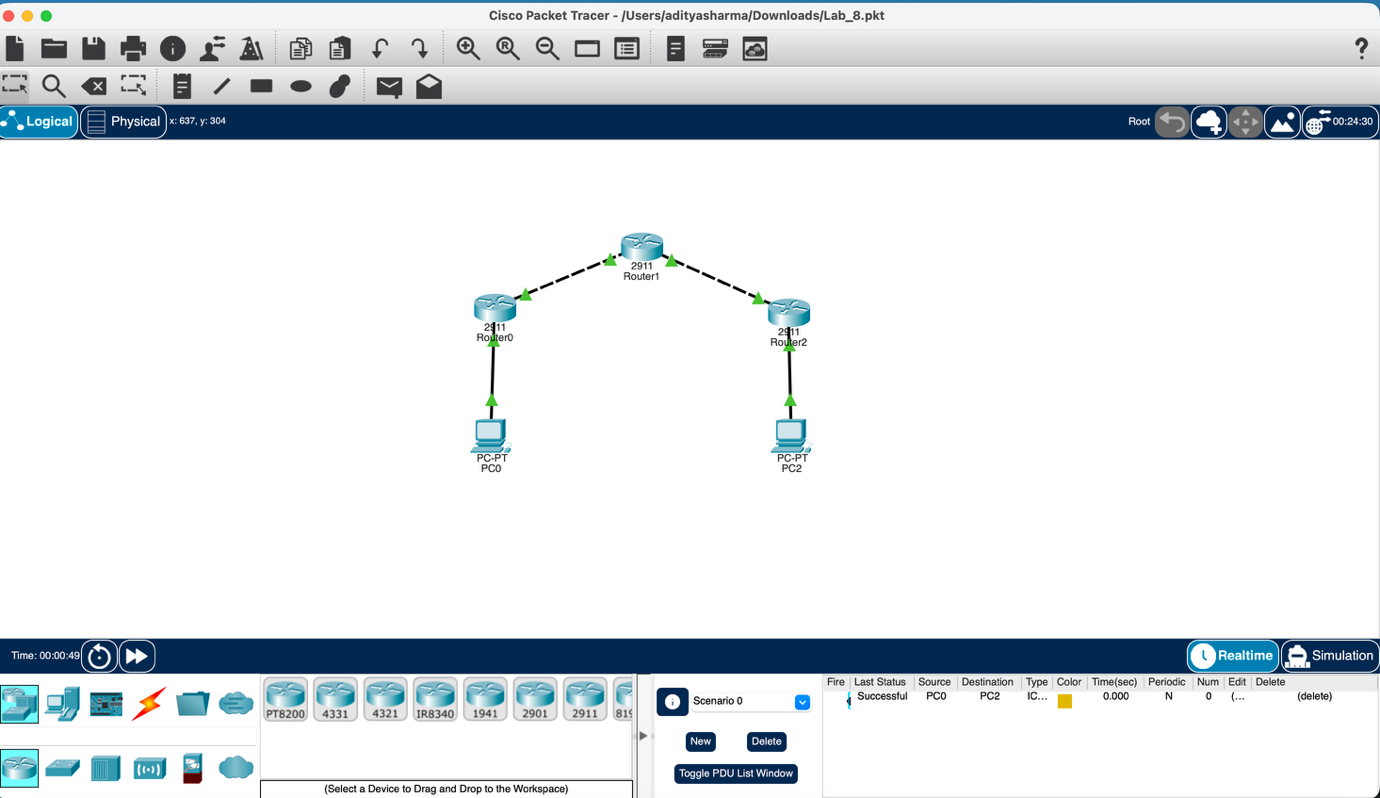 Cisco Packet Tracer - /Users/adityasharma/Downloads/Lab_8.pkt
?
Logical
Physical
x: 637, y: 304
Root
00:24:30
2911
Router1
2911
Router0
2911
Router2
PC-PT
PC0
PC-PT
PC2
Time: 00:00:49
Realtime
Simulation
PT8200
4331
4321
IR8340
1941
2901
2911
819
(Select a Device to Drag and Drop to the Workspace)
Scenario 0
New
Delete
Toggle PDU List Window
Fire Last Status Source Destination Type Color Time(sec) Periodic Num Edit Delete
Successful PC0 PC2 IC... 0.000 N 0 (... (delete)